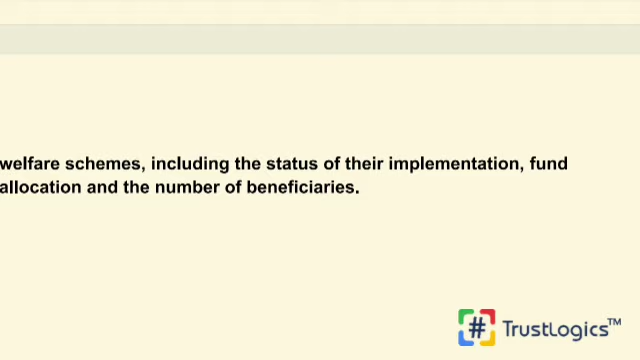 welfare schemes, including the status of their implementation, fund
allocation and the number of beneficiaries.
# TrustLogics™